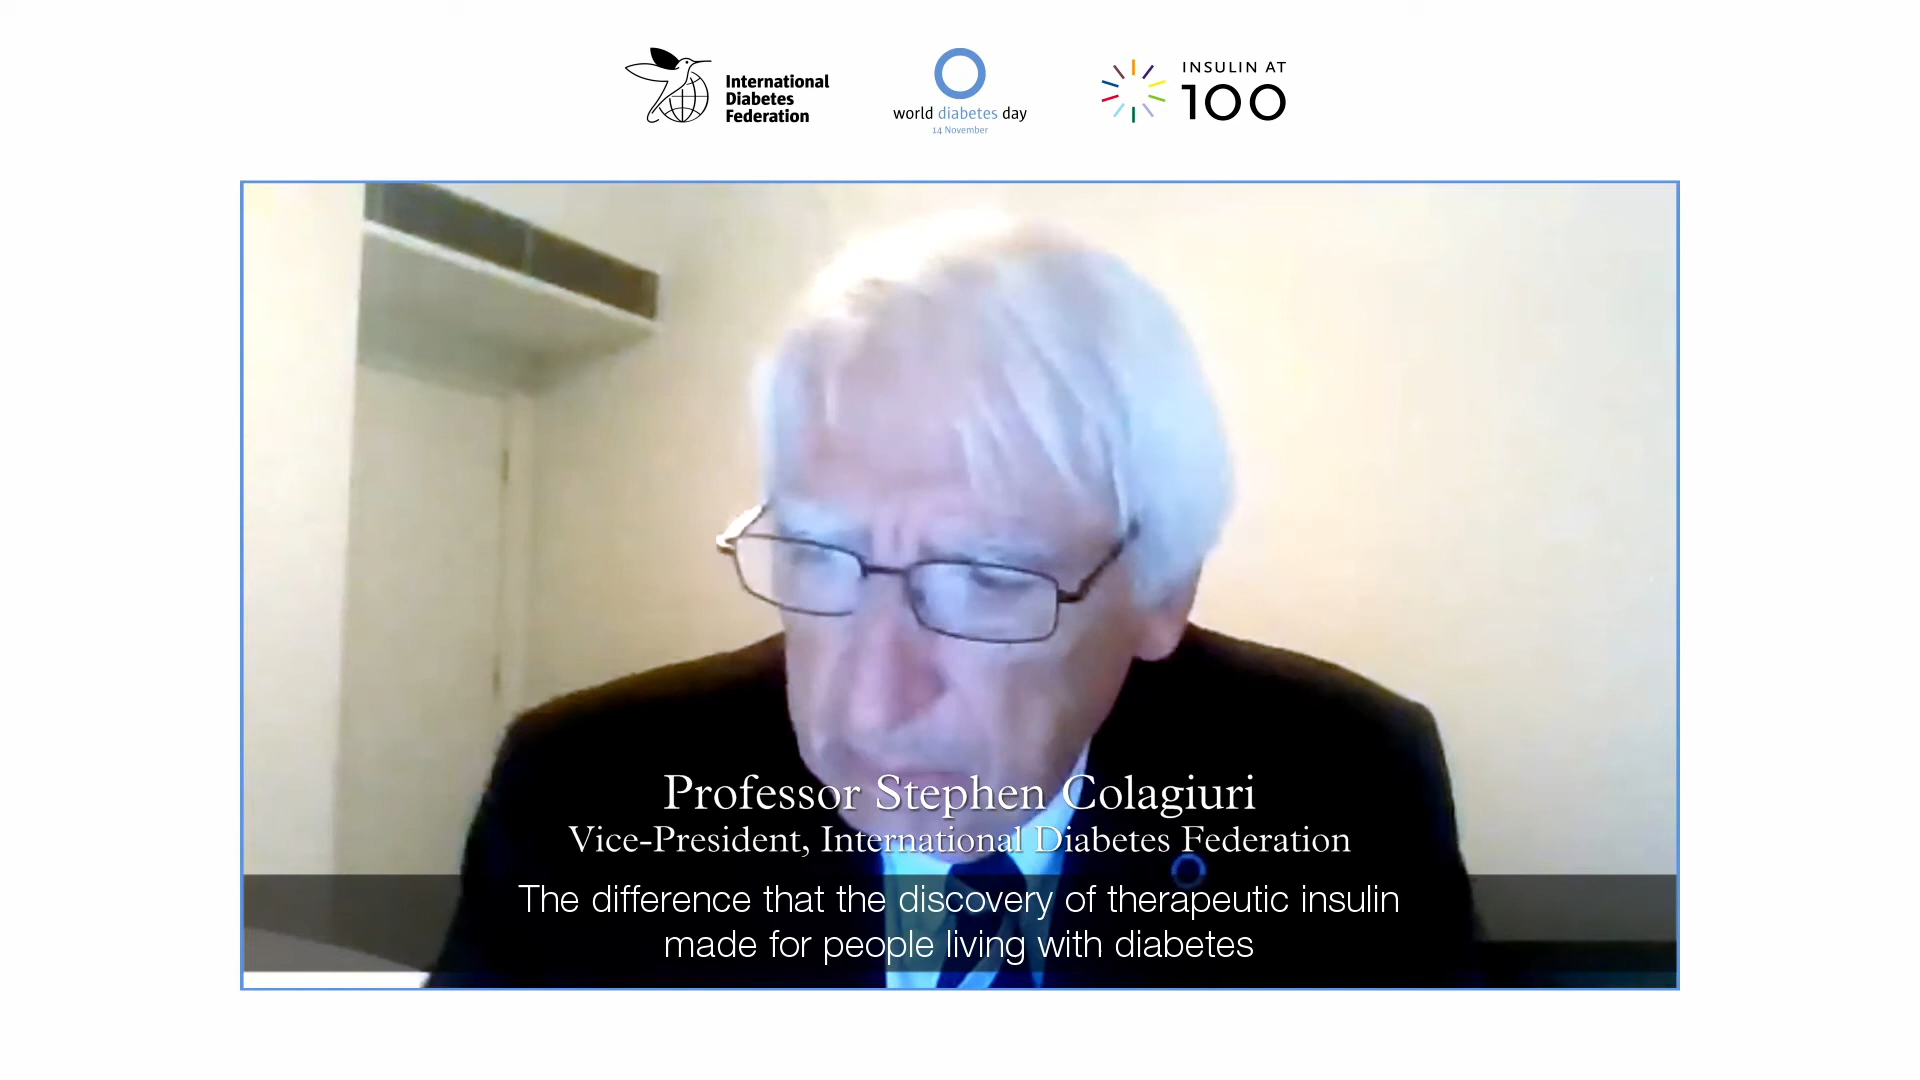 International
Diabetes
Federation
world diabetes day
14 November
INSULIN AT
100
Professor Stephen Colagiuri
Vice-President, International Diabetes Federation
The difference that the discovery of therapeutic insulin
made for people living with diabetes